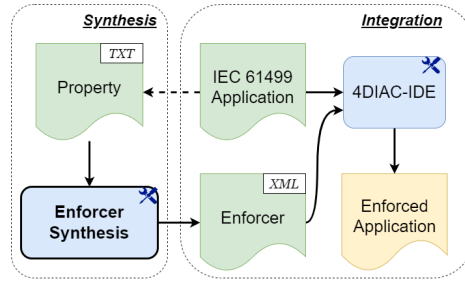 Synthesis
Integration
TXT
Property
IEC 61499
Application
4DIAC-IDE
Enforcer
Synthesis
XML
Enforcer
Enforced
Application